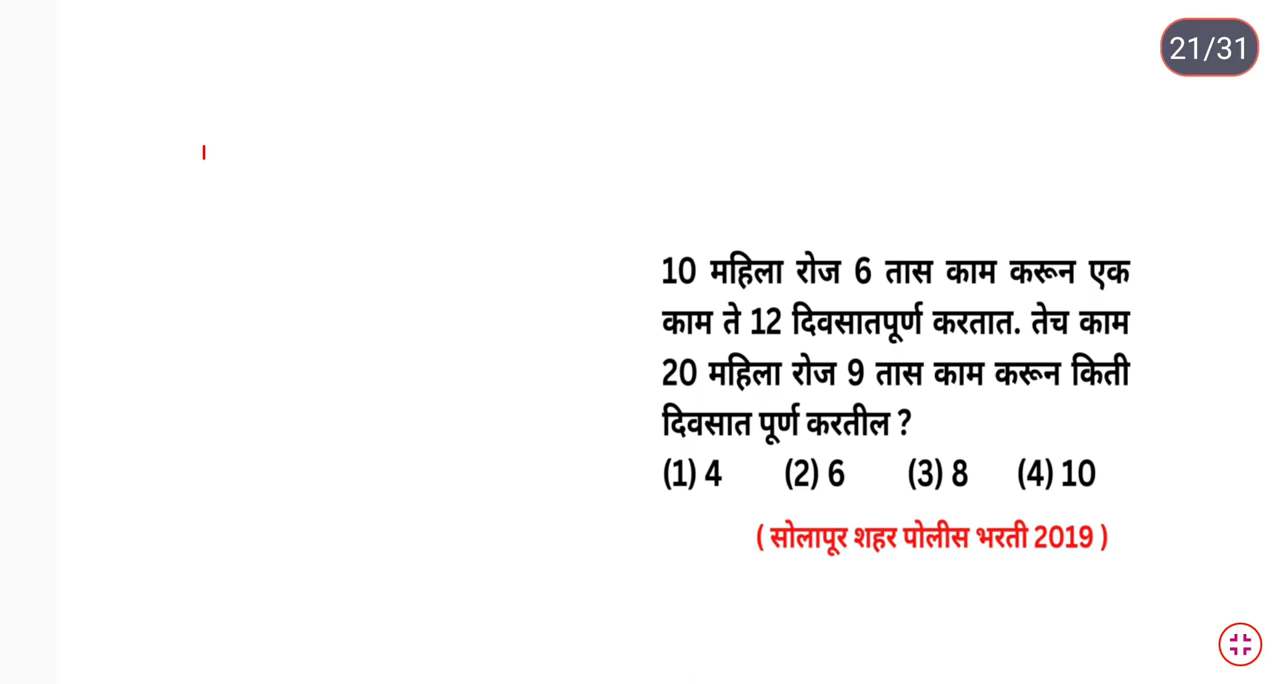 21/31
10 महिला रोज 6 तास काम करून एक
काम ते 12 दिवसातपूर्ण करतात. तेच काम
20 महिला रोज 9 तास काम करून किती
दिवसात पूर्ण करतील ?
(1) 4 (2) 6 (3) 8 (4) 10
( सोलापूर शहर पोलीस भरती 2019 )